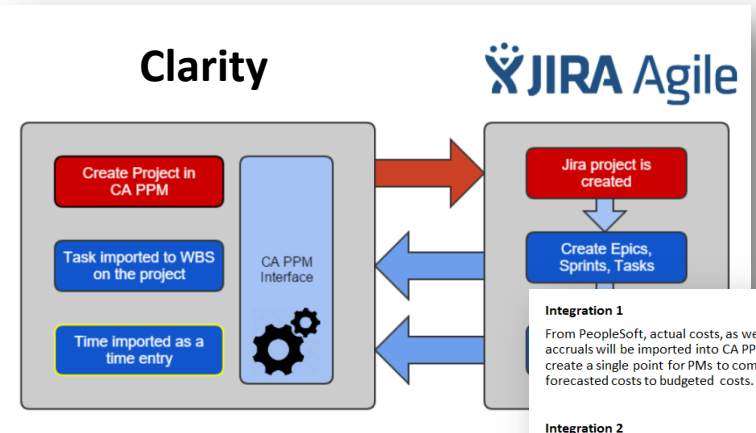 Clarity
JIRA Agile
Create Project in
CA PPM
Task imported to WBS
on the project
Time imported as a
time entry
CA PPM
Interface
Jira project is
created
Create Epics,
Sprints, Tasks
Integration 1
From PeopleSoft, actual costs, as we
accruals will be imported into CA PP
create a single point for PMs to com
forecasted costs to budgeted costs.
Integration 2